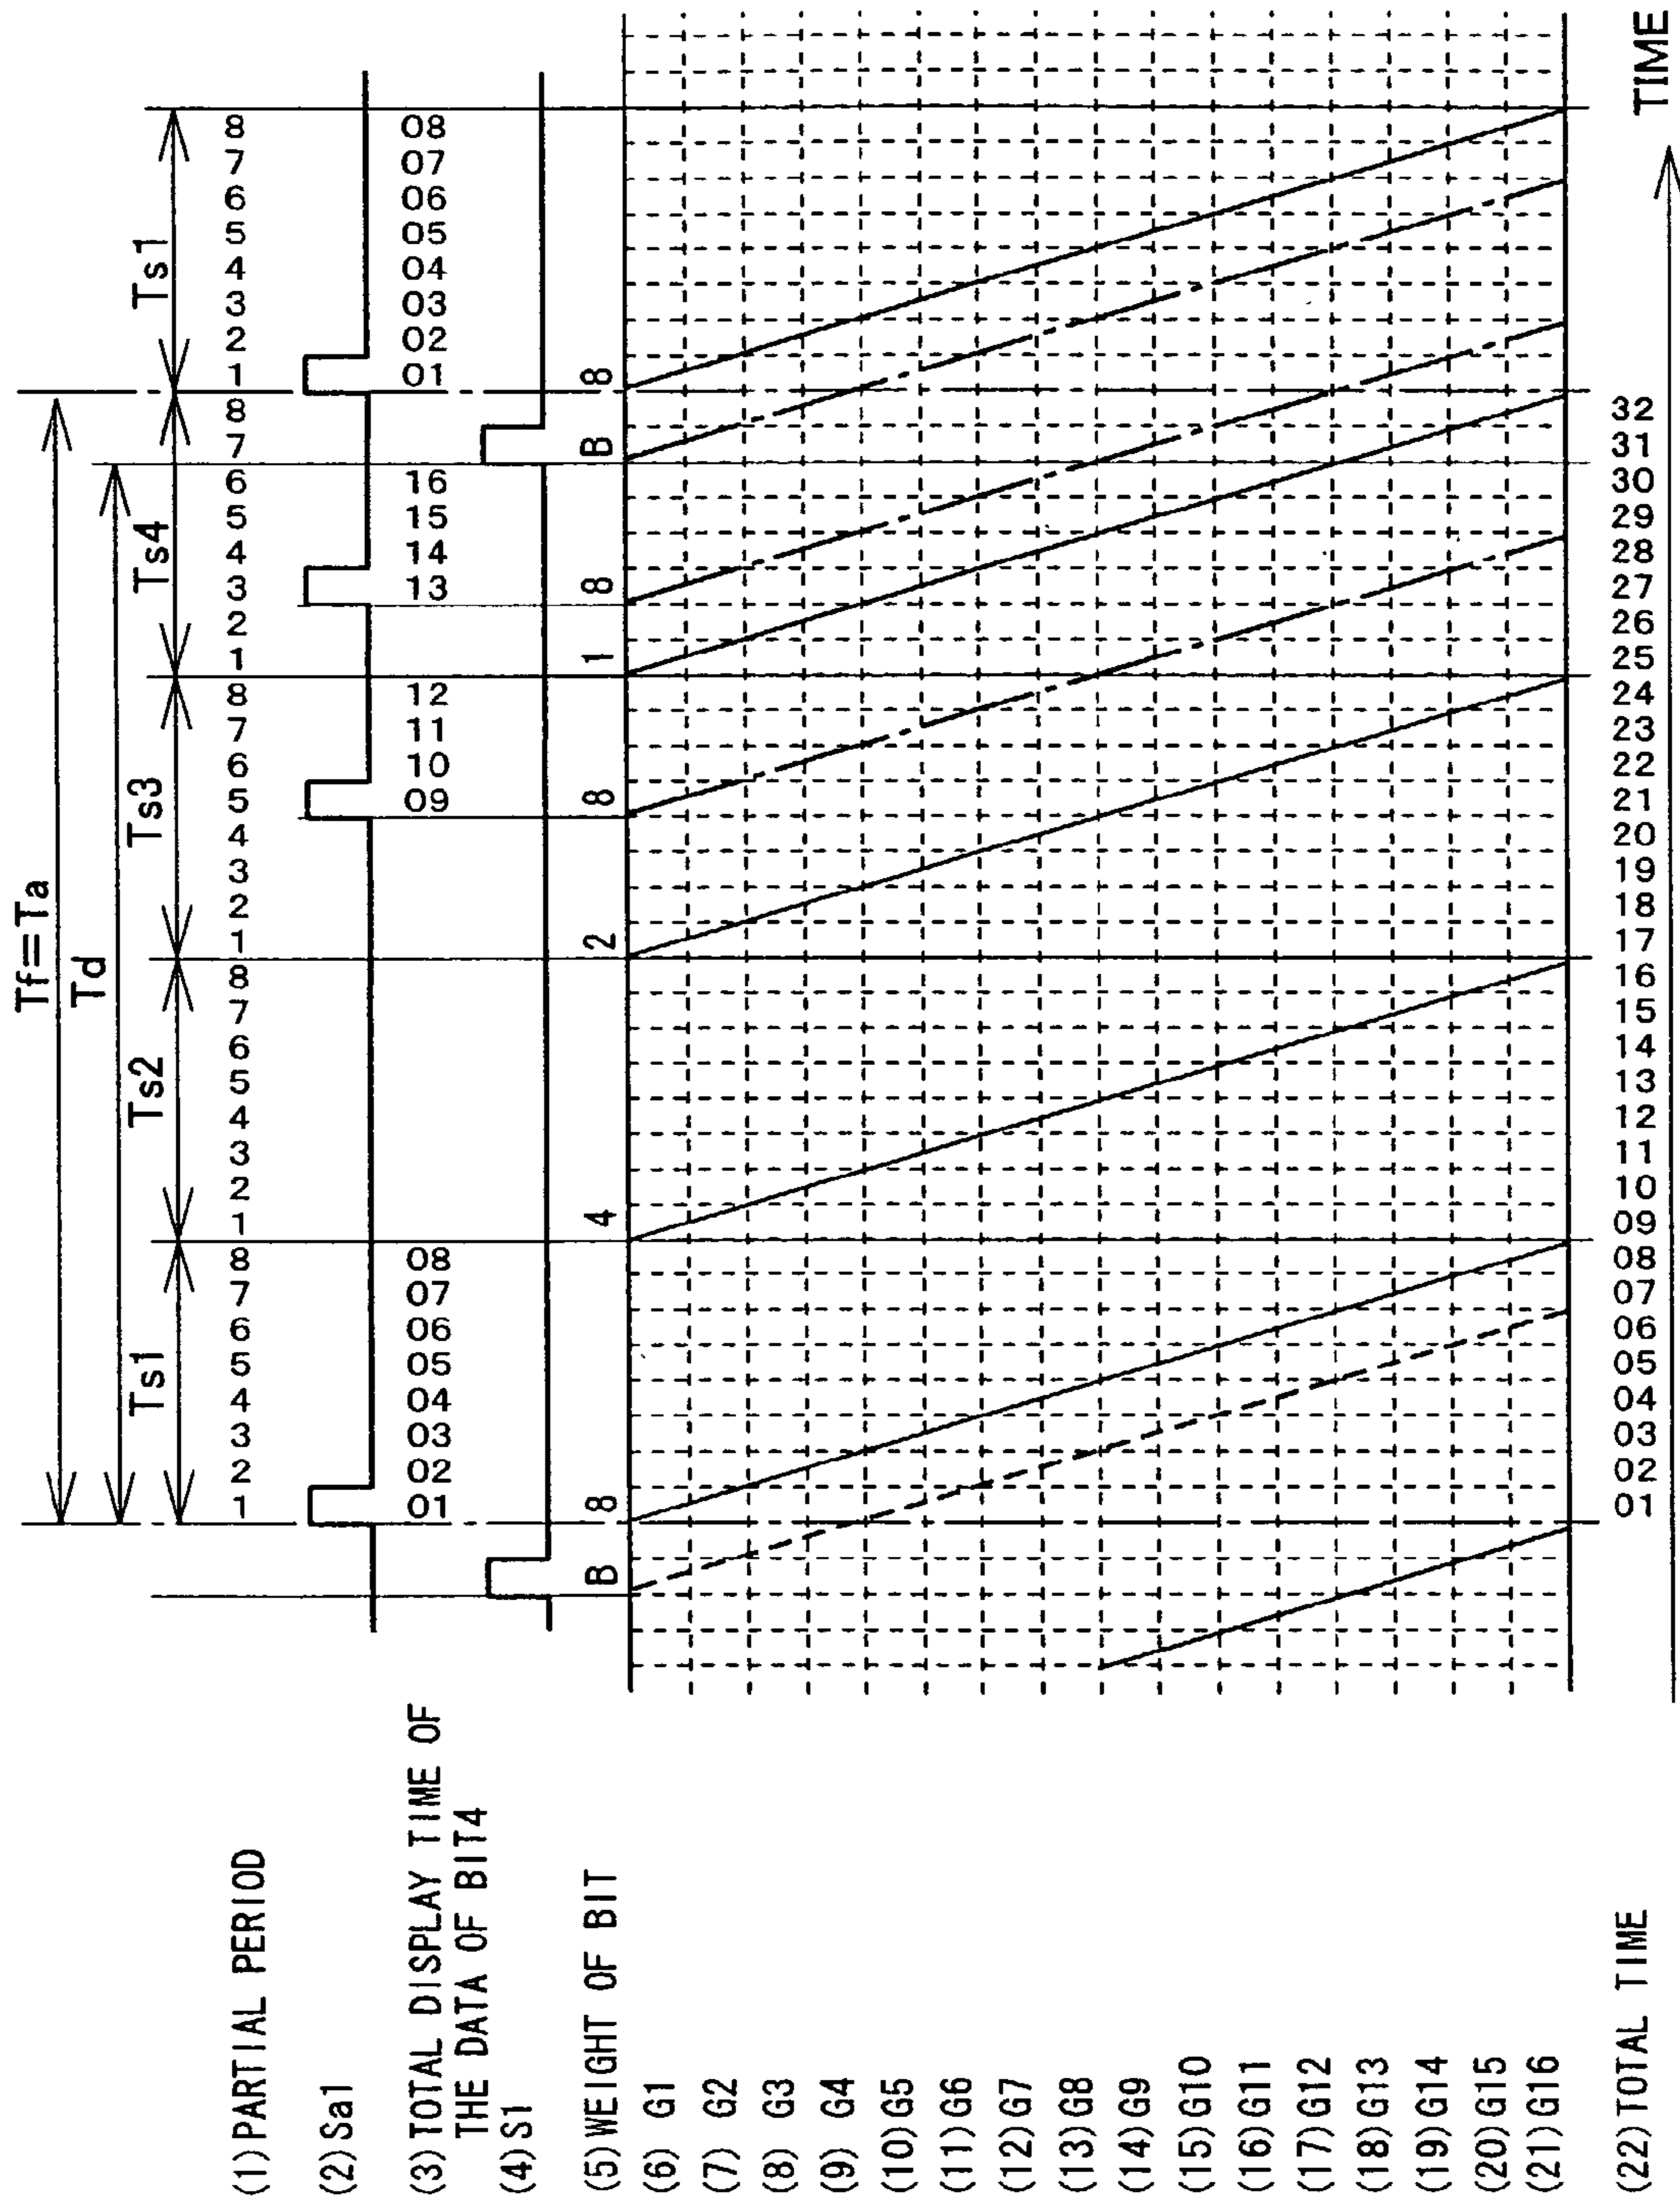 Tf=Ta
Td
Ts1 Ts2 Ts3 Ts4 Ts1
(1)PARTIAL PERIOD 1 2 3 4 5 6 7 8 1 2 3 4 5 6 7 8 1 2 3 4 5 6 7 8 1 2 3 4 5 6 7 8 1 2 3 4 5 6 7 8
(2)Sa1
(3)TOTAL DISPLAY TIME OF 01 02 03 04 05 06 07 08 09 10 11 12 13 14 15 16 01 02 03 04 05 06 07 08
THE DATA OF BIT4
(4)S1
(5)WEIGHT OF BIT B 8 4 2 8 1 8 B 8
(6) G1
(7) G2
(8) G3
(9) G4
(10)G5
(11)G6
(12)G7
(13)G8
(14)G9
(15)G10
(16)G11
(17)G12
(18)G13
(19)G14
(20)G15
(21)G16
(22)TOTAL TIME 01 02 03 04 05 06 07 08 09 10 11 12 13 14 15 16 17 18 19 20 21 22 23 24 25 26 27 28 29 30 31 32
TIME